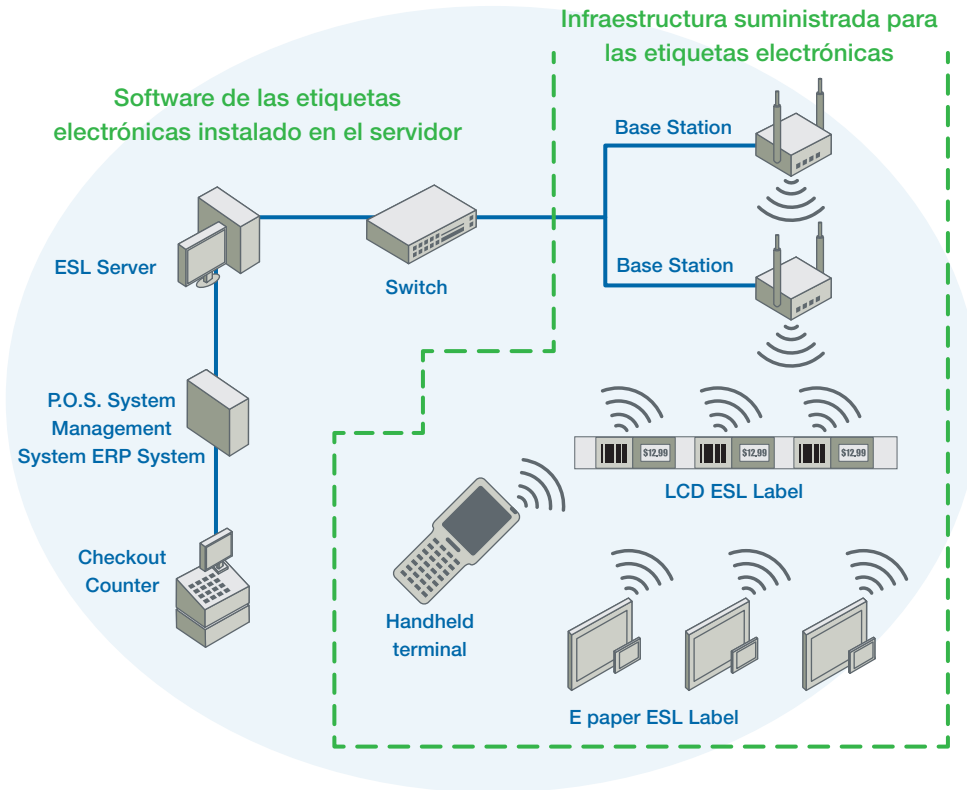 Infraestructura suministrada para
las etiquetas electrónicas
Software de las etiquetas
electrónicas instalado en el servidor
Base Station
ESL Server
Switch
Base Station
P.O.S. System
Management
System ERP System
$12,99
$12,99
$12,99
LCD ESL Label
Checkout
Counter
Handheld
terminal
E paper ESL Label